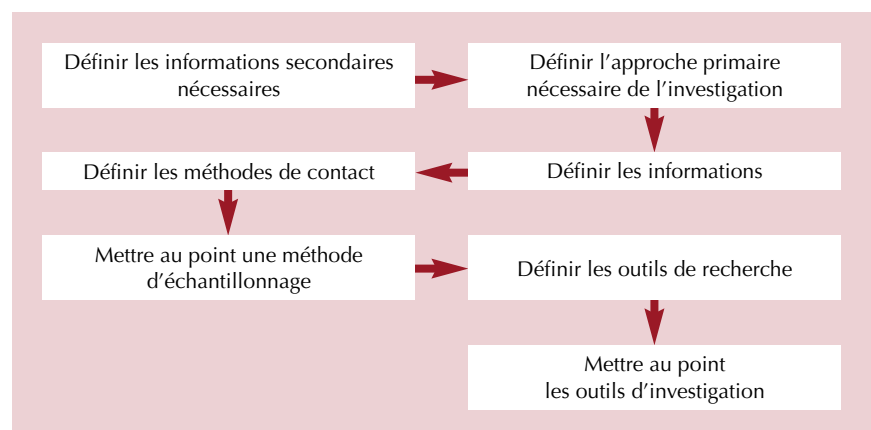 Définir les informations secondaires
nécessaires
Définir l’approche primaire
nécessaire de l’investigation
Définir les informations
Définir les méthodes de contact
Mettre au point une méthode
d’échantillonnage
Définir les outils de recherche
Mettre au point
les outils d’investigation